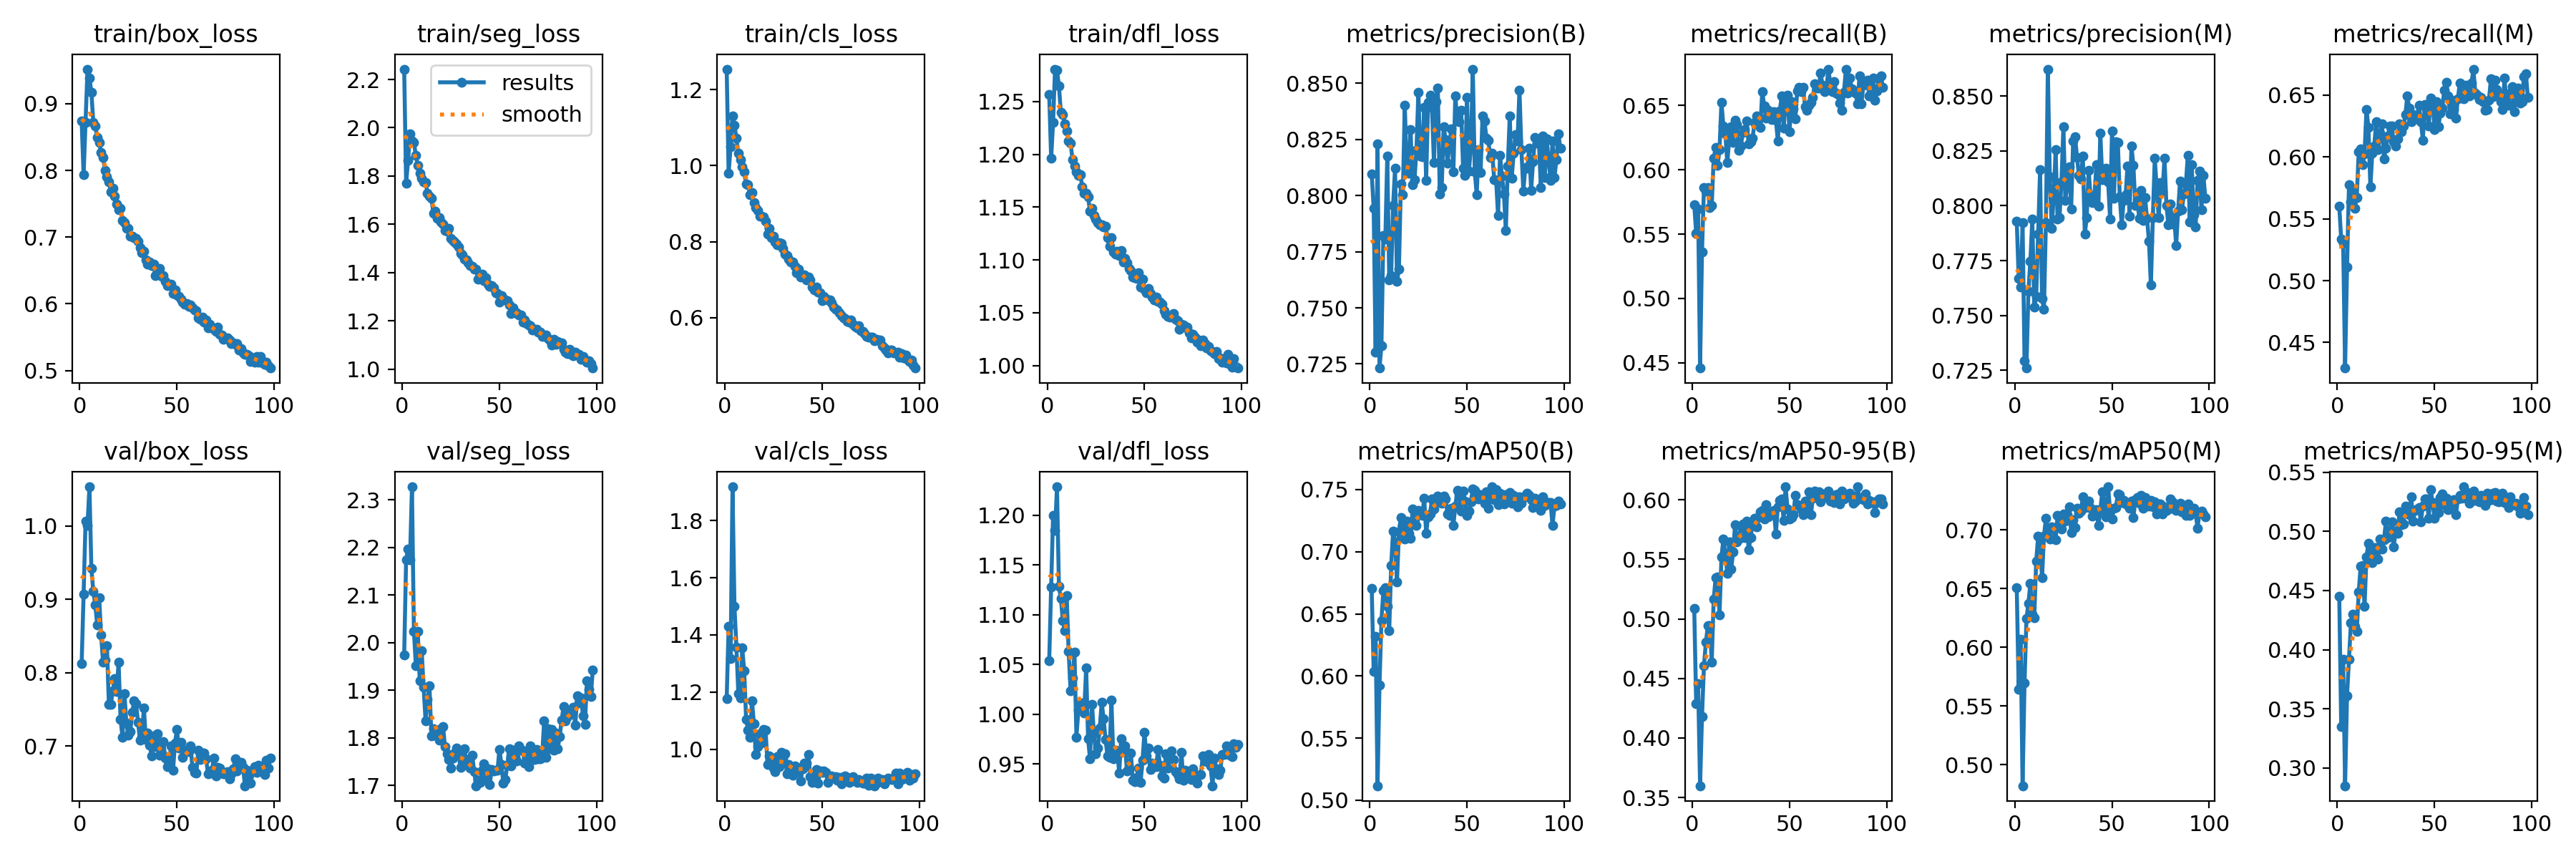 train/box_loss
0.9
0.8
0.7
0.6
0.5
0 50 100
train/seg_loss
results
smooth
2.2
2.0
1.8
1.6
1.4
1.2
1.0
0 50 100
train/cls_loss
1.2
1.0
0.8
0.6
0 50 100
train/dfl_loss
1.25
1.20
1.15
1.10
1.05
1.00
0 50 100
metrics/precision(B)
0.850
0.825
0.800
0.775
0.750
0.725
0 50 100
metrics/recall(B)
0.65
0.60
0.55
0.50
0.45
0 50 100
metrics/precision(M)
0.850
0.825
0.800
0.775
0.750
0.725
0 50 100
metrics/recall(M)
0.65
0.60
0.55
0.50
0.45
0 50 100
val/box_loss
1.0
0.9
0.8
0.7
0 50 100
val/seg_loss
2.3
2.2
2.1
2.0
1.9
1.8
1.7
0 50 100
val/cls_loss
1.8
1.6
1.4
1.2
1.0
0 50 100
val/dfl_loss
1.20
1.15
1.10
1.05
1.00
0.95
0 50 100
metrics/mAP50(B)
0.75
0.70
0.65
0.60
0.55
0.50
0 50 100
metrics/mAP50-95(B)
0.60
0.55
0.50
0.45
0.40
0.35
0 50 100
metrics/mAP50(M)
0.70
0.65
0.60
0.55
0.50
0 50 100
metrics/mAP50-95(M)
0.55
0.50
0.45
0.40
0.35
0.30
0 50 100